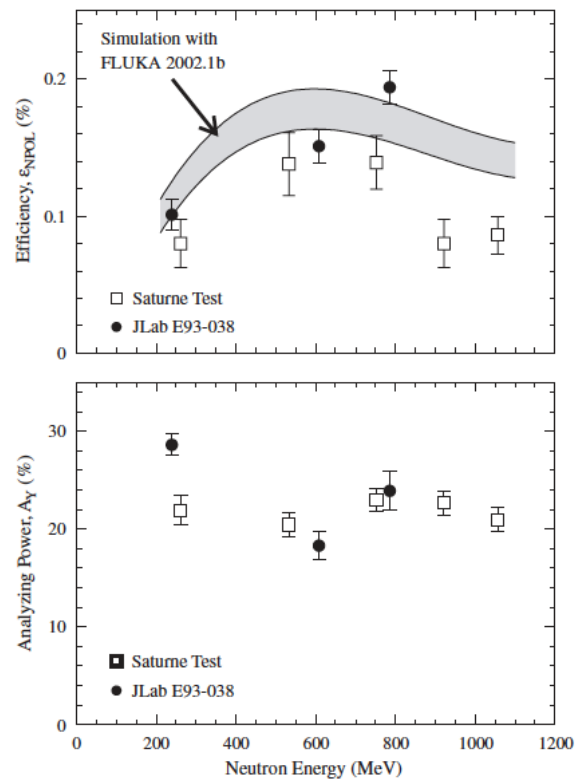 Simulation with
FLUKA 2002.1b
Efficiency, εNPOL (%)
0.2
0.1
0
Saturne Test
JLab E93-038
Analyzing Power, AY (%)
30
20
10
0
Saturne Test
JLab E93-038
0 200 400 600 800 1000 1200
Neutron Energy (MeV)